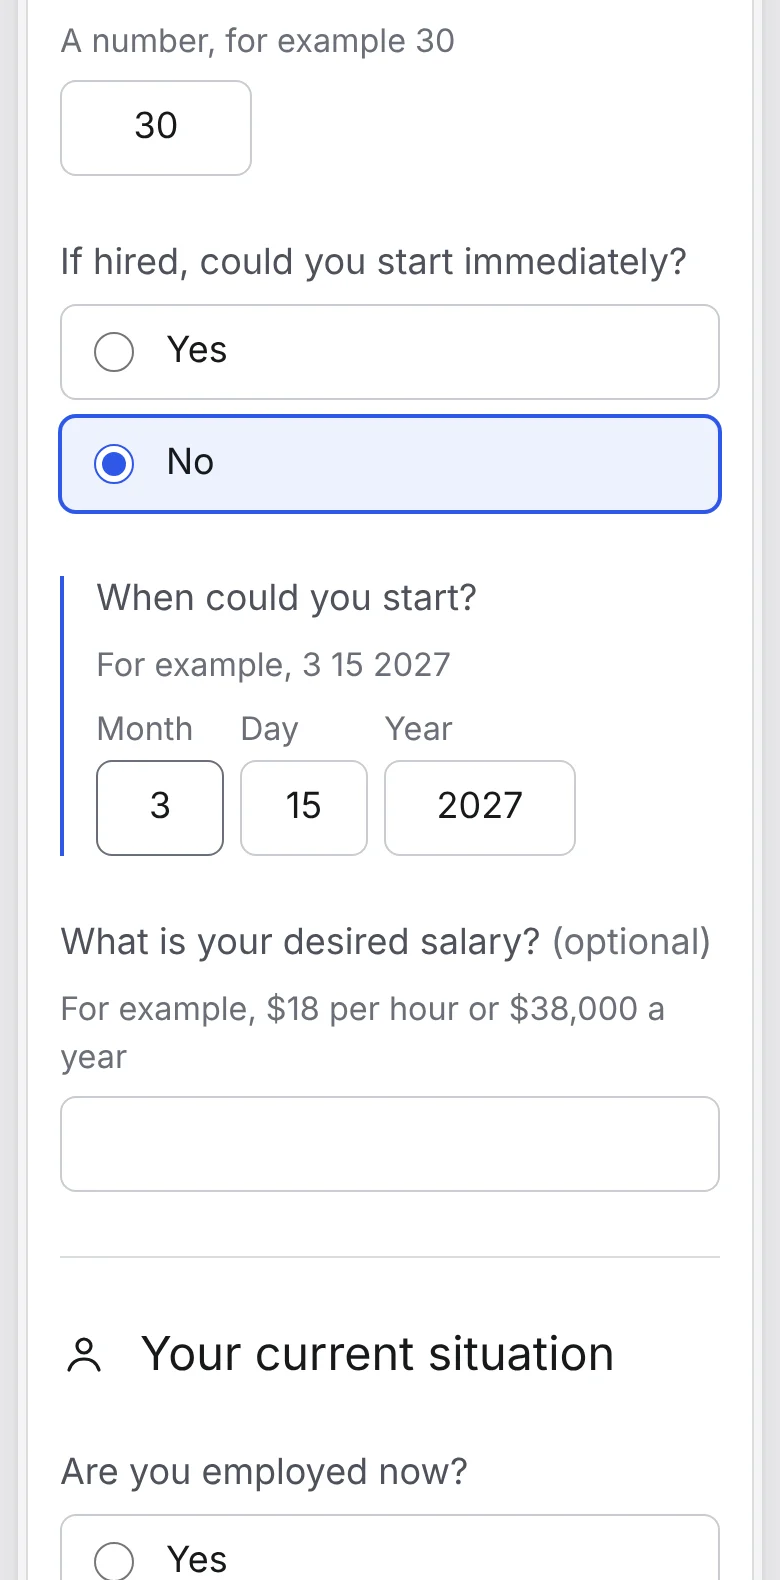 A number, for example 30
30
If hired, could you start immediately?
Yes
No
When could you start?
For example, 3 15 2027
Month Day Year
3 15 2027
What is your desired salary? (optional)
For example, $18 per hour or $38,000 a
year
Your current situation
Are you employed now?
Yes